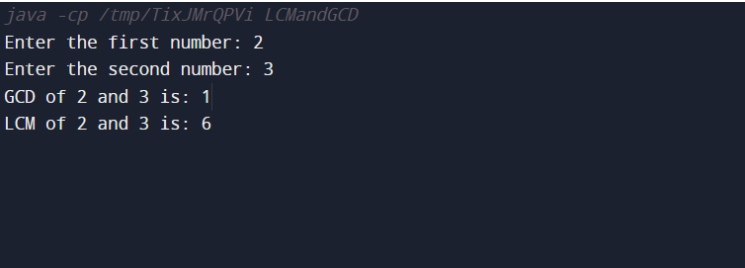 java -cp /tmp/TixJMrQPVi LCMandGCD
Enter the first number: 2
Enter the second number: 3
GCD of 2 and 3 is: 1
LCM of 2 and 3 is: 6